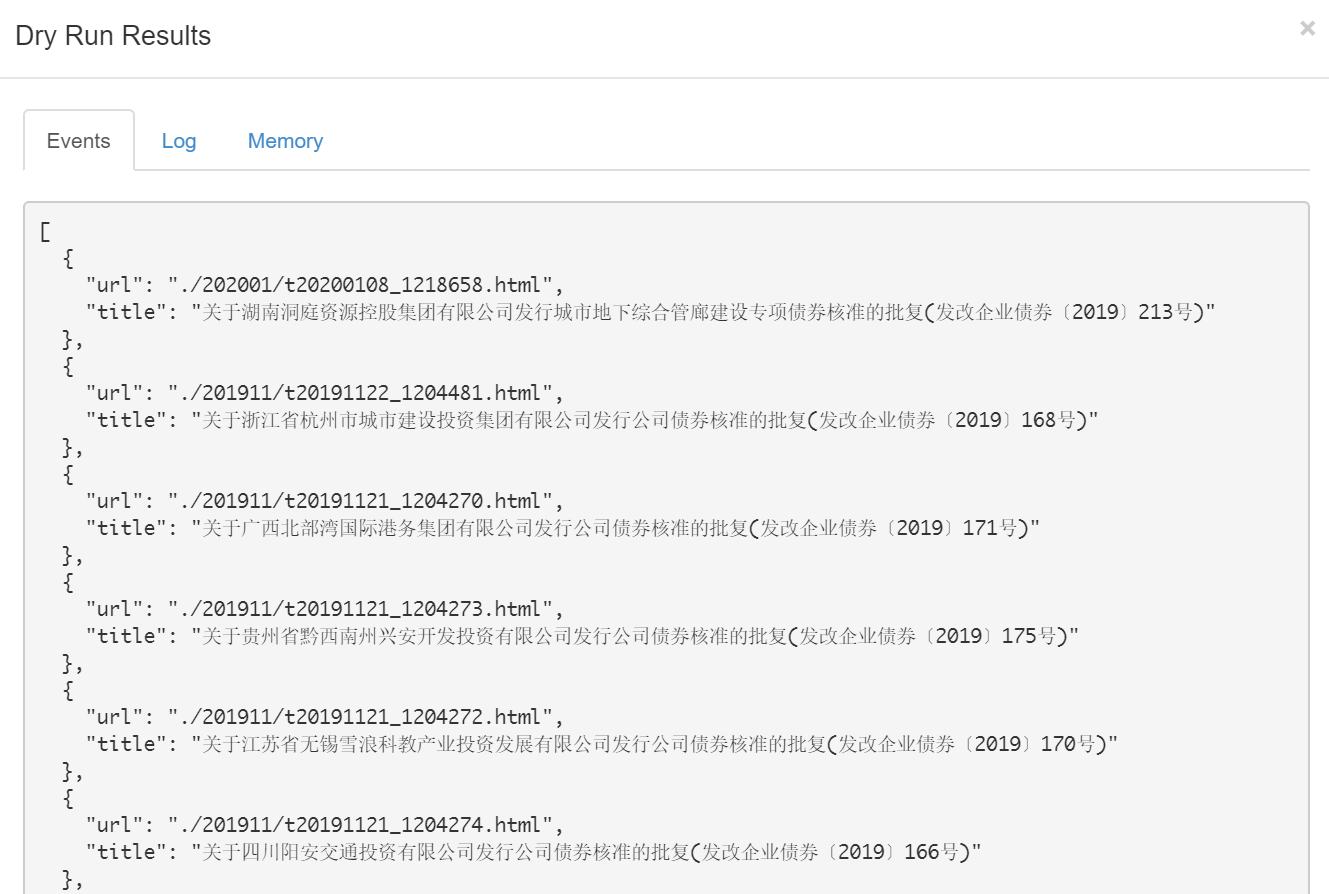 Dry Run Results
×
Events Log Memory
[
{
"url": "./202001/t20200108_1218658.html",
"title": "关于湖南洞庭资源控股集团有限公司发行城市地下综合管廊建设专项债券核准的批复(发改企业债券〔2019〕213号)"
},
{
"url": "./201911/t20191122_1204481.html",
"title": "关于浙江省杭州市城市建设投资集团有限公司发行公司债券核准的批复(发改企业债券〔2019〕168号)"
},
{
"url": "./201911/t20191121_1204270.html",
"title": "关于广西北部湾国际港务集团有限公司发行公司债券核准的批复(发改企业债券〔2019〕171号)"
},
{
"url": "./201911/t20191121_1204273.html",
"title": "关于贵州省黔西南州兴安开发投资有限公司发行公司债券核准的批复(发改企业债券〔2019〕175号)"
},
{
"url": "./201911/t20191121_1204272.html",
"title": "关于江苏省无锡雪浪科教产业投资发展有限公司发行公司债券核准的批复(发改企业债券〔2019〕170号)"
},
{
"url": "./201911/t20191121_1204274.html",
"title": "关于四川阳安交通投资有限公司发行公司债券核准的批复(发改企业债券〔2019〕166号)"
},